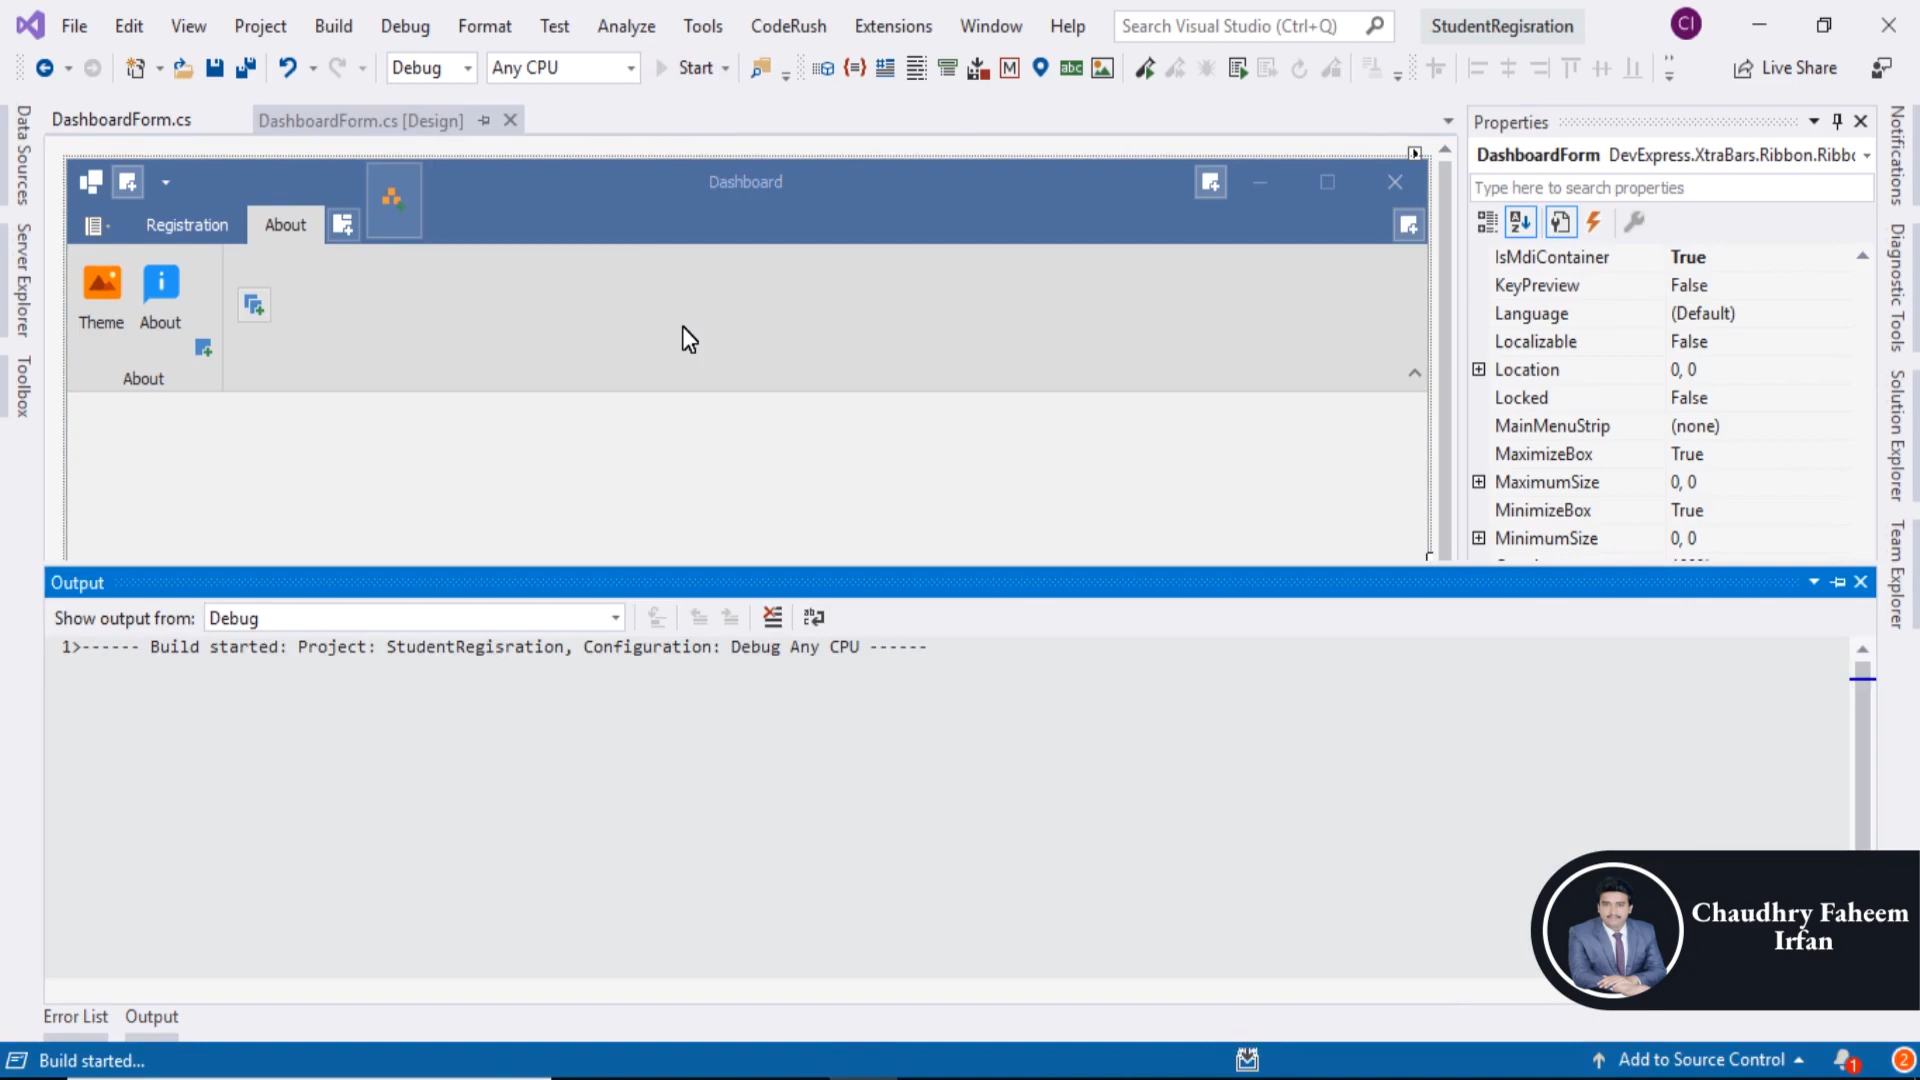 File Edit View Project Build Debug Format Test Analyze Tools CodeRush Extensions Window Help Search Visual Studio (Ctrl+Q) StudentRegisration CI
Debug Any CPU Start Live Share
DashboardForm.cs DashboardForm.cs [Design]
Dashboard
Registration About
Theme About
About
Data Sources
Server Explorer
Toolbox
Properties
DashboardForm DevExpress.XtraBars.Ribbon.Ribb
Type here to search properties
IsMdiContainer True
KeyPreview False
Language (Default)
Localizable False
Location 0, 0
Locked False
MainMenuStrip (none)
MaximizeBox True
MaximumSize 0, 0
MinimizeBox True
MinimumSize 0, 0
Notifications
Diagnostic Tools
Solution Explorer
Team Explorer
Output
Show output from: Debug
1>------ Build started: Project: StudentRegisration, Configuration: Debug Any CPU ------
Chaudhry Faheem
Irfan
Error List Output
Build started... Add to Source Control 1 2